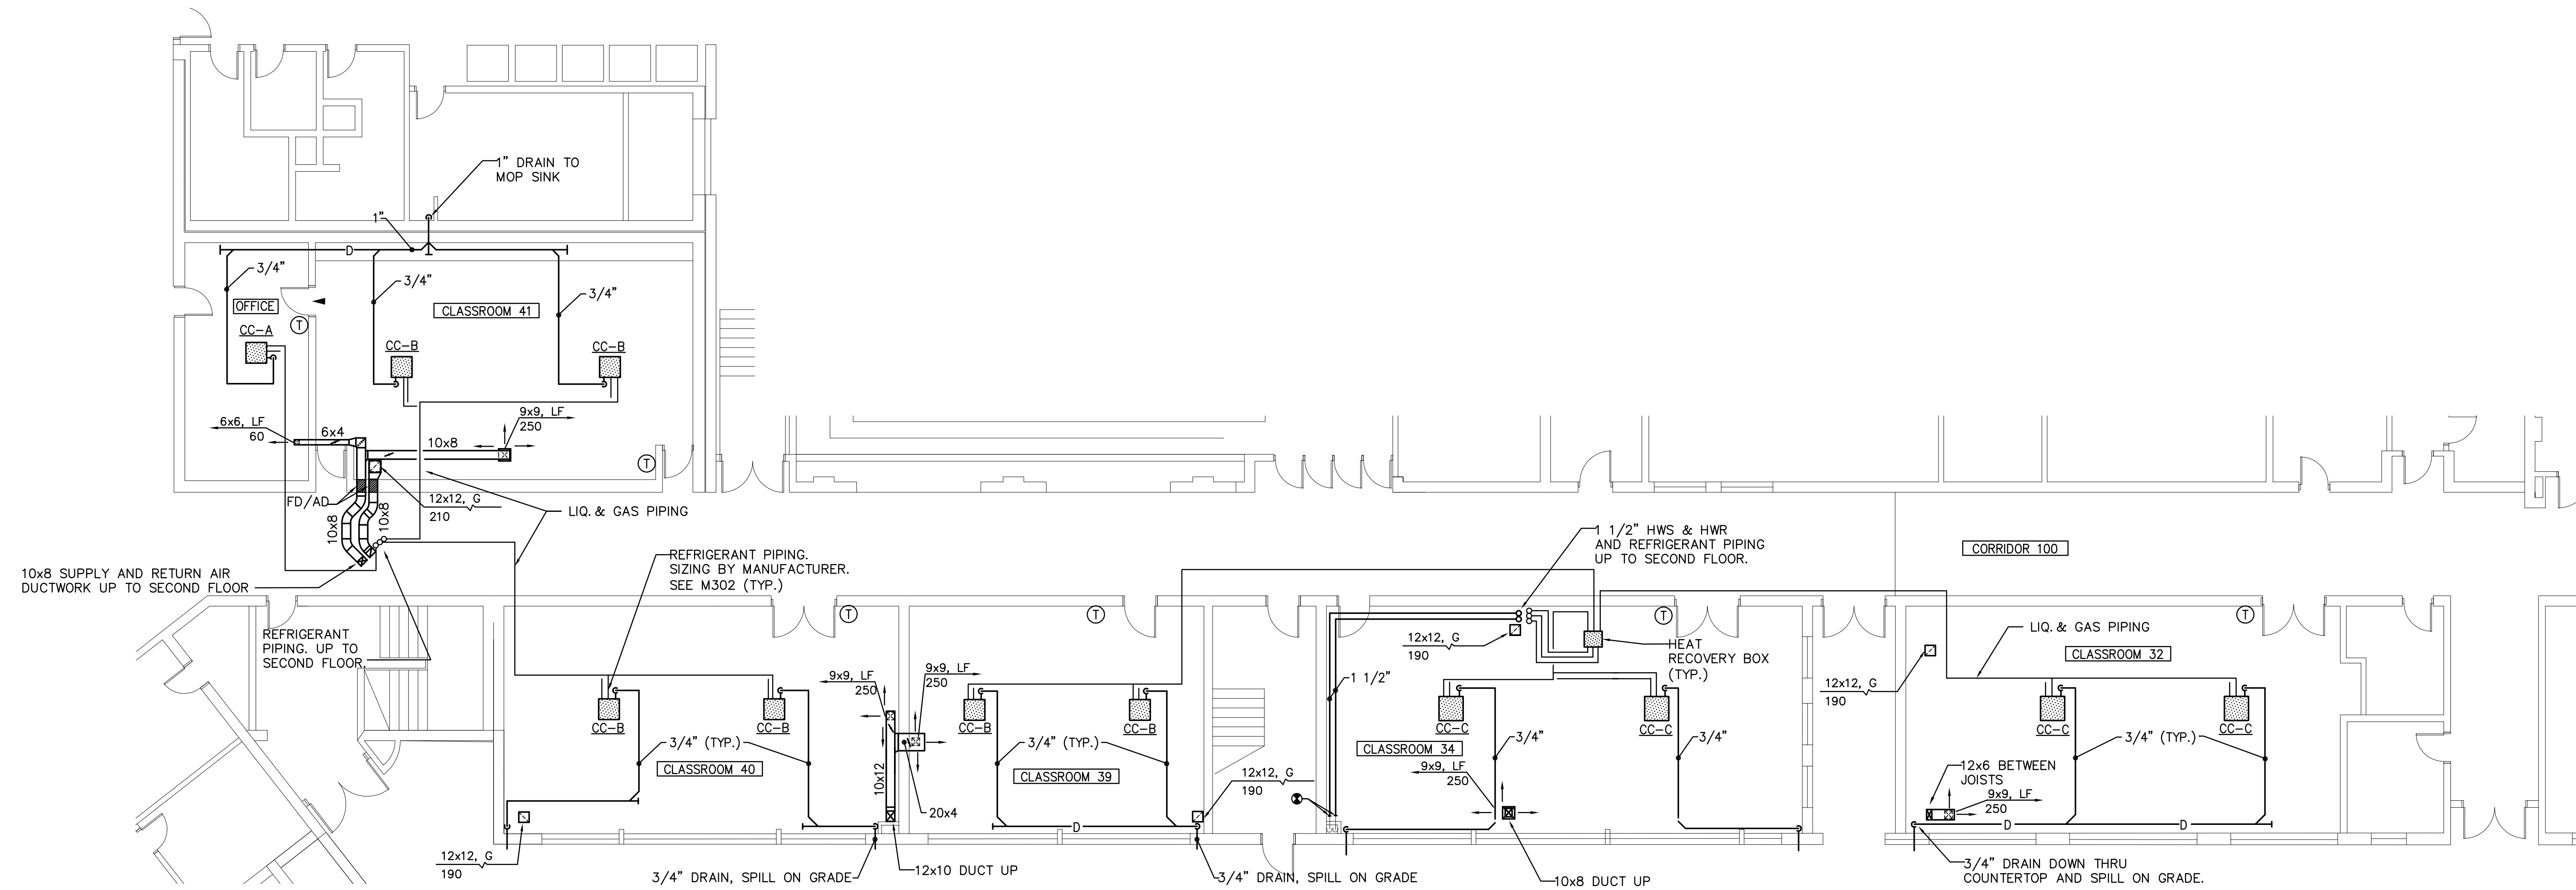 1” DRAIN TO
MOP SINK
1”
D
3/4”
3/4”
3/4”
OFFICE
T
CLASSROOM 41
CC-A
CC-B
CC-B
6x6, LF
60
6x4
10x8
9x9, LF
250
T
FD/AD
12x12, G
210
10x8
10x8
LIQ. & GAS PIPING
10x8 SUPPLY AND RETURN AIR
DUCTWORK UP TO SECOND FLOOR
REFRIGERANT PIPING.
SIZING BY MANUFACTURER.
SEE M302 (TYP.)
1 1/2” HWS & HWR
AND REFRIGERANT PIPING
UP TO SECOND FLOOR.
CORRIDOR 100
REFRIGERANT
PIPING. UP TO
SECOND FLOOR.
T
T
T
T
12x12, G
190
HEAT
RECOVERY BOX
(TYP.)
LIQ. & GAS PIPING
CLASSROOM 32
9x9, LF
250
9x9, LF
250
1 1/2”
12x12, G
190
CC-B
CC-B
CC-B
CC-B
CC-C
CC-C
CC-C
CC-C
3/4” (TYP.)
CLASSROOM 40
10x12
20x4
3/4” (TYP.)
CLASSROOM 39
12x12, G
190
CLASSROOM 34
9x9, LF
250
3/4”
3/4”
3/4” (TYP.)
12x6 BETWEEN
JOISTS
9x9, LF
250
D
D
D
12x12, G
190
3/4” DRAIN, SPILL ON GRADE
12x10 DUCT UP
3/4” DRAIN, SPILL ON GRADE
10x8 DUCT UP
3/4” DRAIN DOWN THRU
COUNTERTOP AND SPILL ON GRADE.